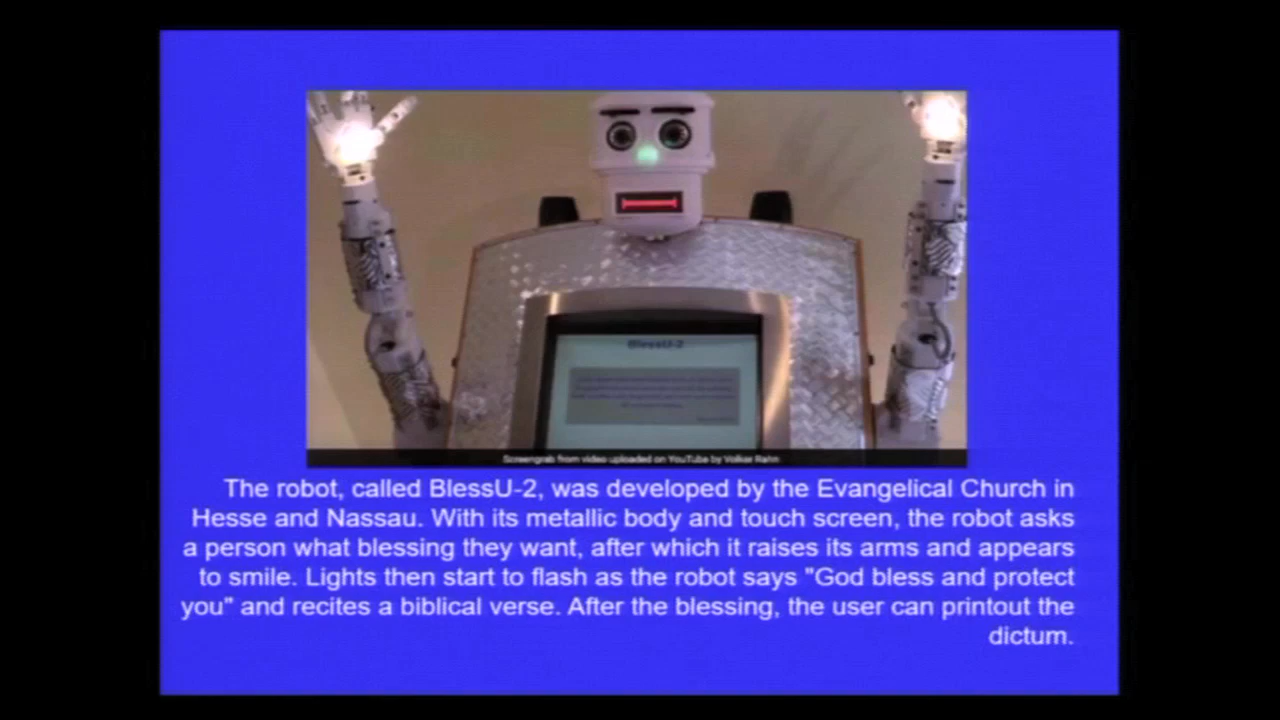 BlessU-2
Screengrab from video uploaded on YouTube by Volker Rahn
The robot, called BlessU-2, was developed by the Evangelical Church in
Hesse and Nassau. With its metallic body and touch screen, the robot asks
a person what blessing they want, after which it raises its arms and appears
to smile. Lights then start to flash as the robot says "God bless and protect
you" and recites a biblical verse. After the blessing, the user can printout the
dictum.